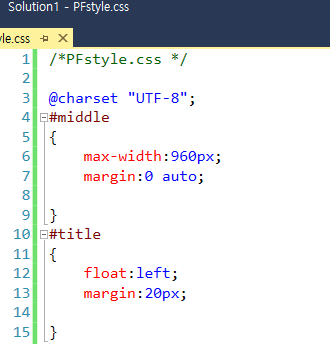 Solution1 - PFstyle.css
le.css
1 /*PFstyle.css */
2
3 @charset "UTF-8";
4 #middle
5 {
6 max-width:960px;
7 margin:0 auto;
8
9 }
10 #title
11 {
12 float:left;
13 margin:20px;
14
15 }